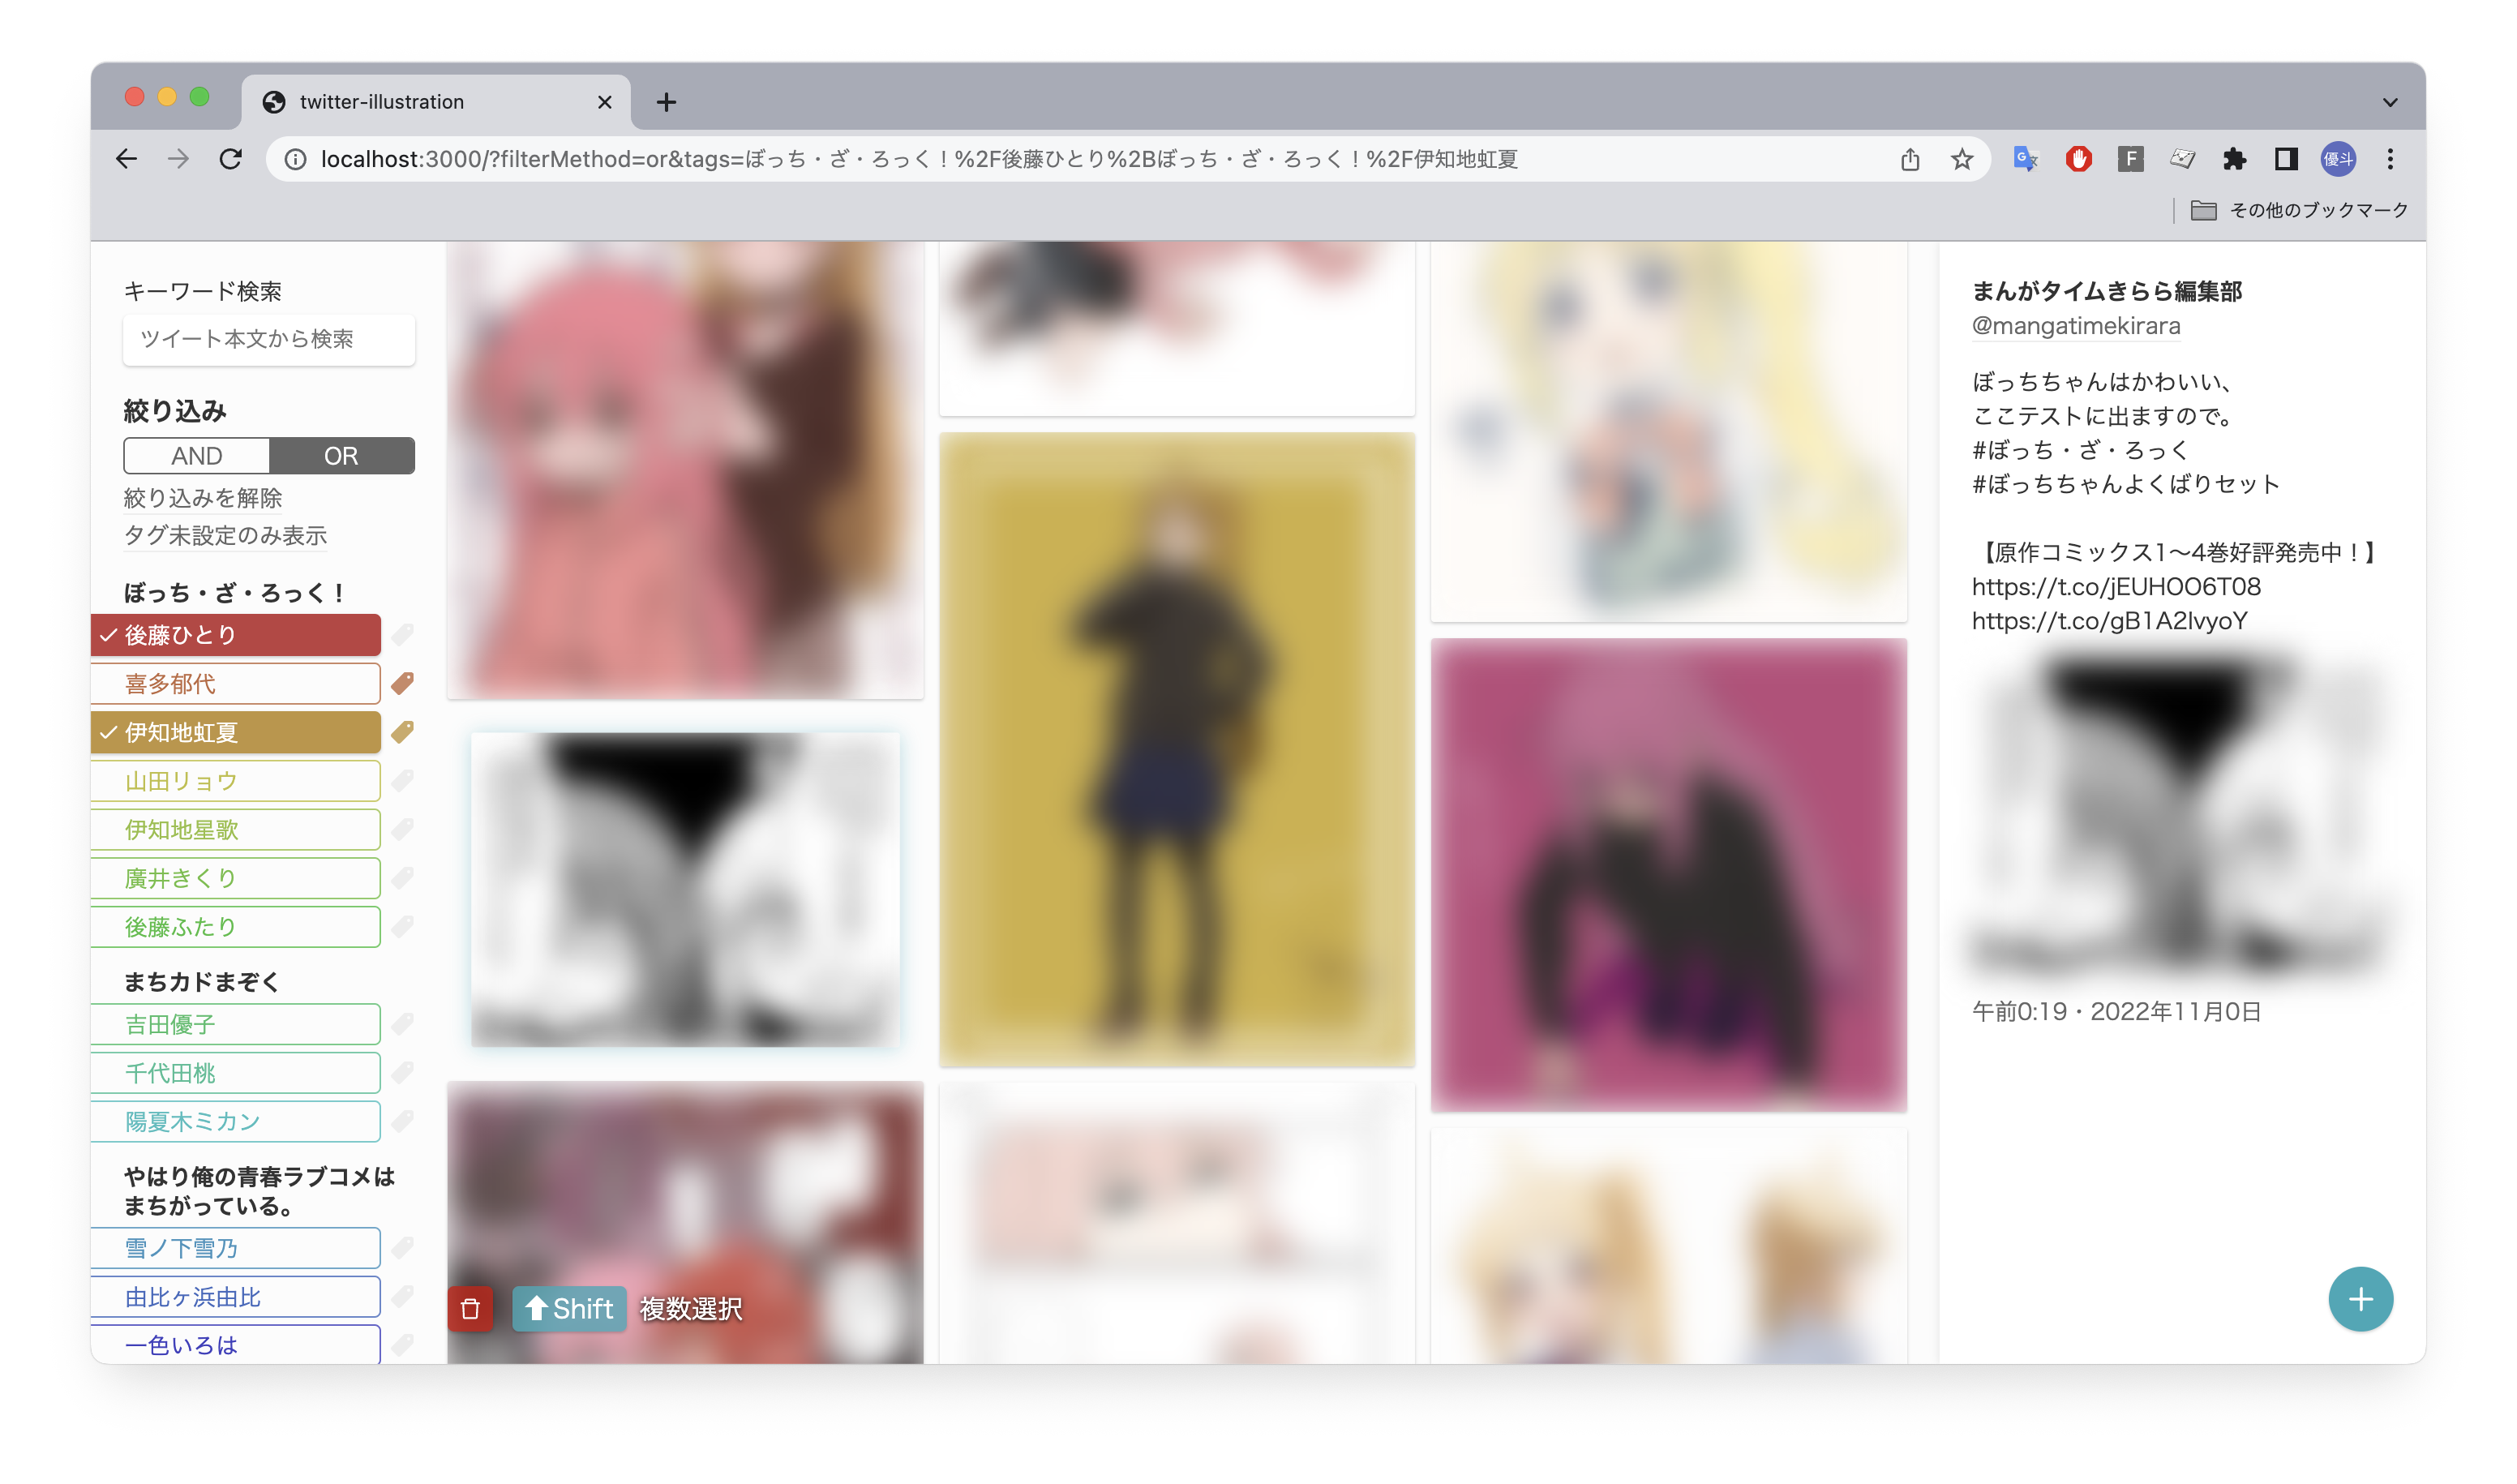 twitter-illustration
localhost:3000/?filterMethod=or&tags=ぼっち・ざ・ろっく！%2F後藤ひとり%2Bぼっち・ざ・ろっく！%2F伊知地虹夏
優斗
その他のブックマーク
キーワード検索
ツイート本文から検索
絞り込み
AND
OR
絞り込みを解除
タグ未設定のみ表示
ぼっち・ざ・ろっく！
後藤ひとり
喜多郁代
伊知地虹夏
山田リョウ
伊知地星歌
廣井きくり
後藤ふたり
まちカドまぞく
吉田優子
千代田桃
陽夏木ミカン
やはり俺の青春ラブコメは
まちがっている。
雪ノ下雪乃
由比ヶ浜由比
一色いろは
Shift 複数選択
まんがタイムきらら編集部
@mangatimekirara
ぼっちちゃんはかわいい、
ここテストに出ますので。
#ぼっち・ざ・ろっく
#ぼっちちゃんよくばりセット
【原作コミックス1〜4巻好評発売中！】
https://t.co/jEUHOO6T08
https://t.co/gB1A2lvyoY
午前0:19・2022年11月0日